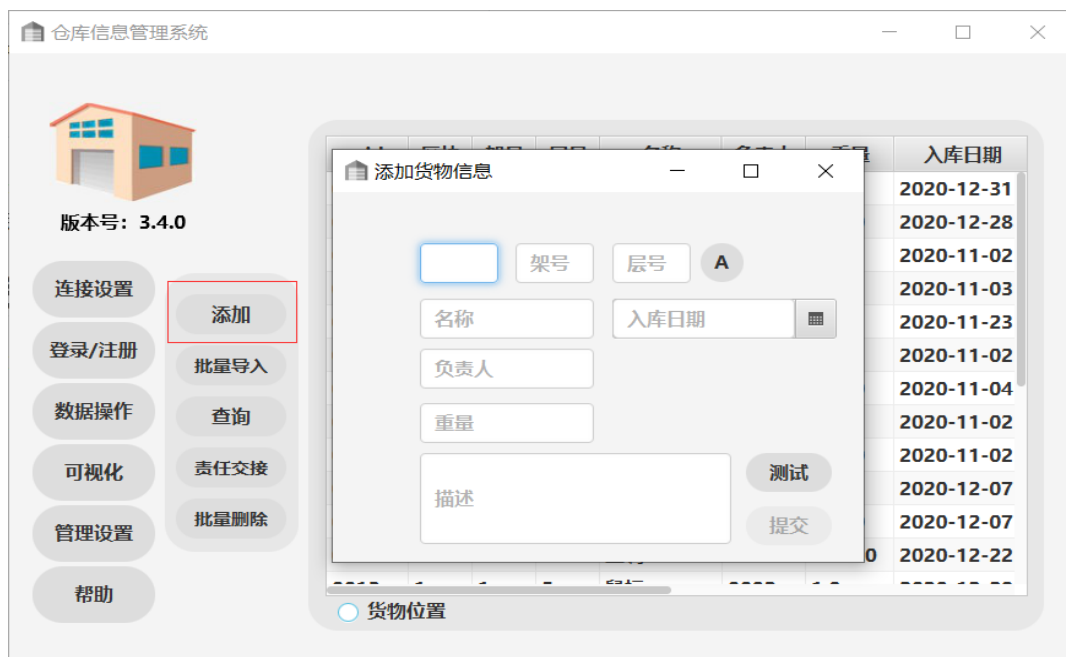 仓库信息管理系统
版本号：3.4.0
连接设置
登录/注册
数据操作
可视化
管理设置
帮助
添加
批量导入
查询
责任交接
批量删除
添加货物信息
架号
层号
A
名称
入库日期
负责人
重量
描述
测试
提交
入库日期
2020-12-31
2020-12-28
2020-11-02
2020-11-03
2020-11-23
2020-11-02
2020-11-04
2020-11-02
2020-11-02
2020-12-07
2020-12-07
0 2020-12-22
货物位置